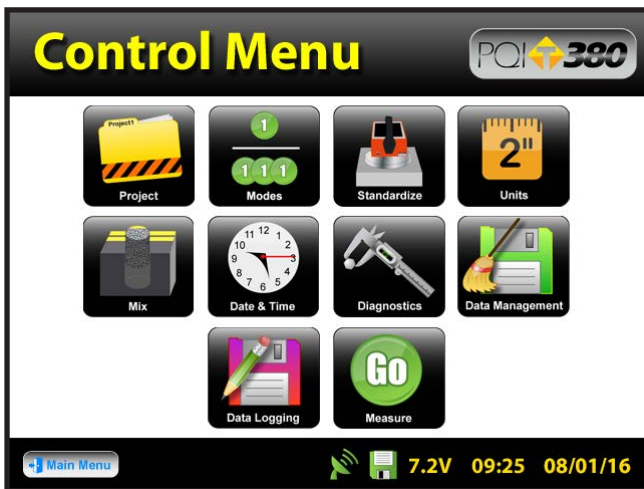 Control Menu
PQI T 380
Project1
Project
1
1 1 1
Modes
Standardize
2"
Units
Mix
11 12 1
10 2
9 3
8 4
7 6 5
Date & Time
Diagnostics
Data Management
Data Logging
Go
Measure
Main Menu
7.2V 09:25 08/01/16